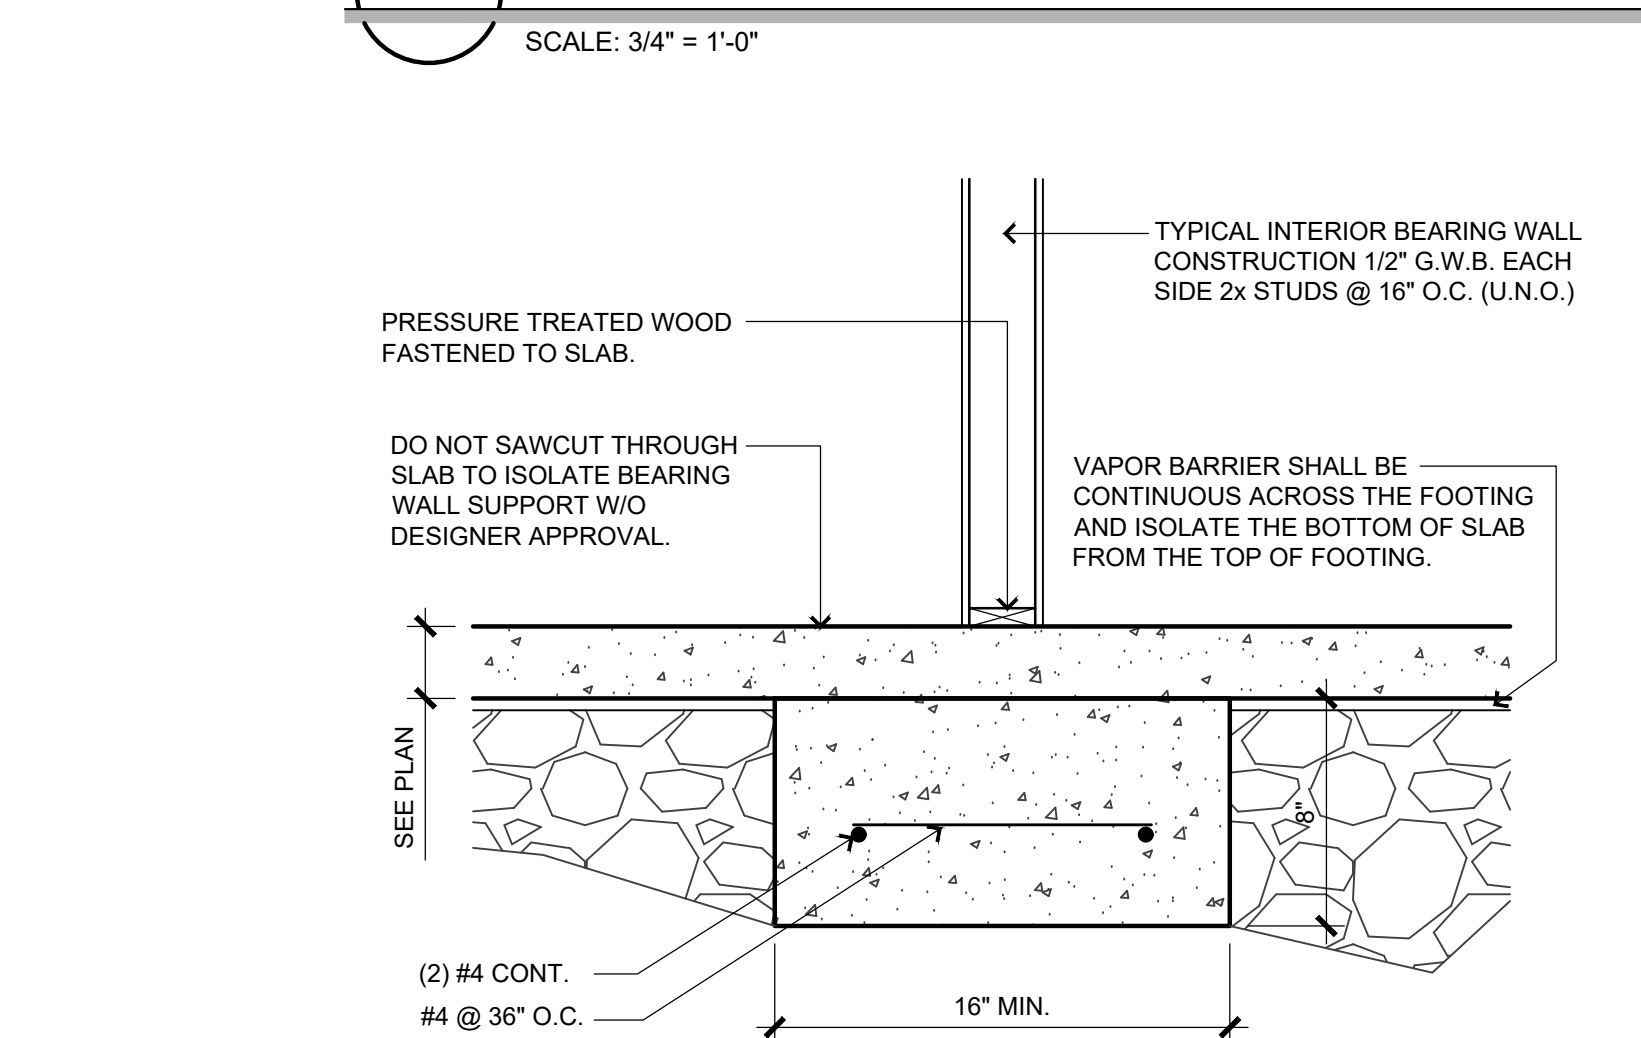 SCALE: 3/4" = 1'-0"
TYPICAL INTERIOR BEARING WALL
CONSTRUCTION 1/2" G.W.B. EACH
SIDE 2x STUDS @ 16" O.C. (U.N.O.)
PRESSURE TREATED WOOD
FASTENED TO SLAB.
DO NOT SAWCUT THROUGH
SLAB TO ISOLATE BEARING
WALL SUPPORT W/O
DESIGNER APPROVAL.
VAPOR BARRIER SHALL BE
CONTINUOUS ACROSS THE FOOTING
AND ISOLATE THE BOTTOM OF SLAB
FROM THE TOP OF FOOTING.
SEE PLAN
8"
(2) #4 CONT.
#4 @ 36" O.C.
16" MIN.